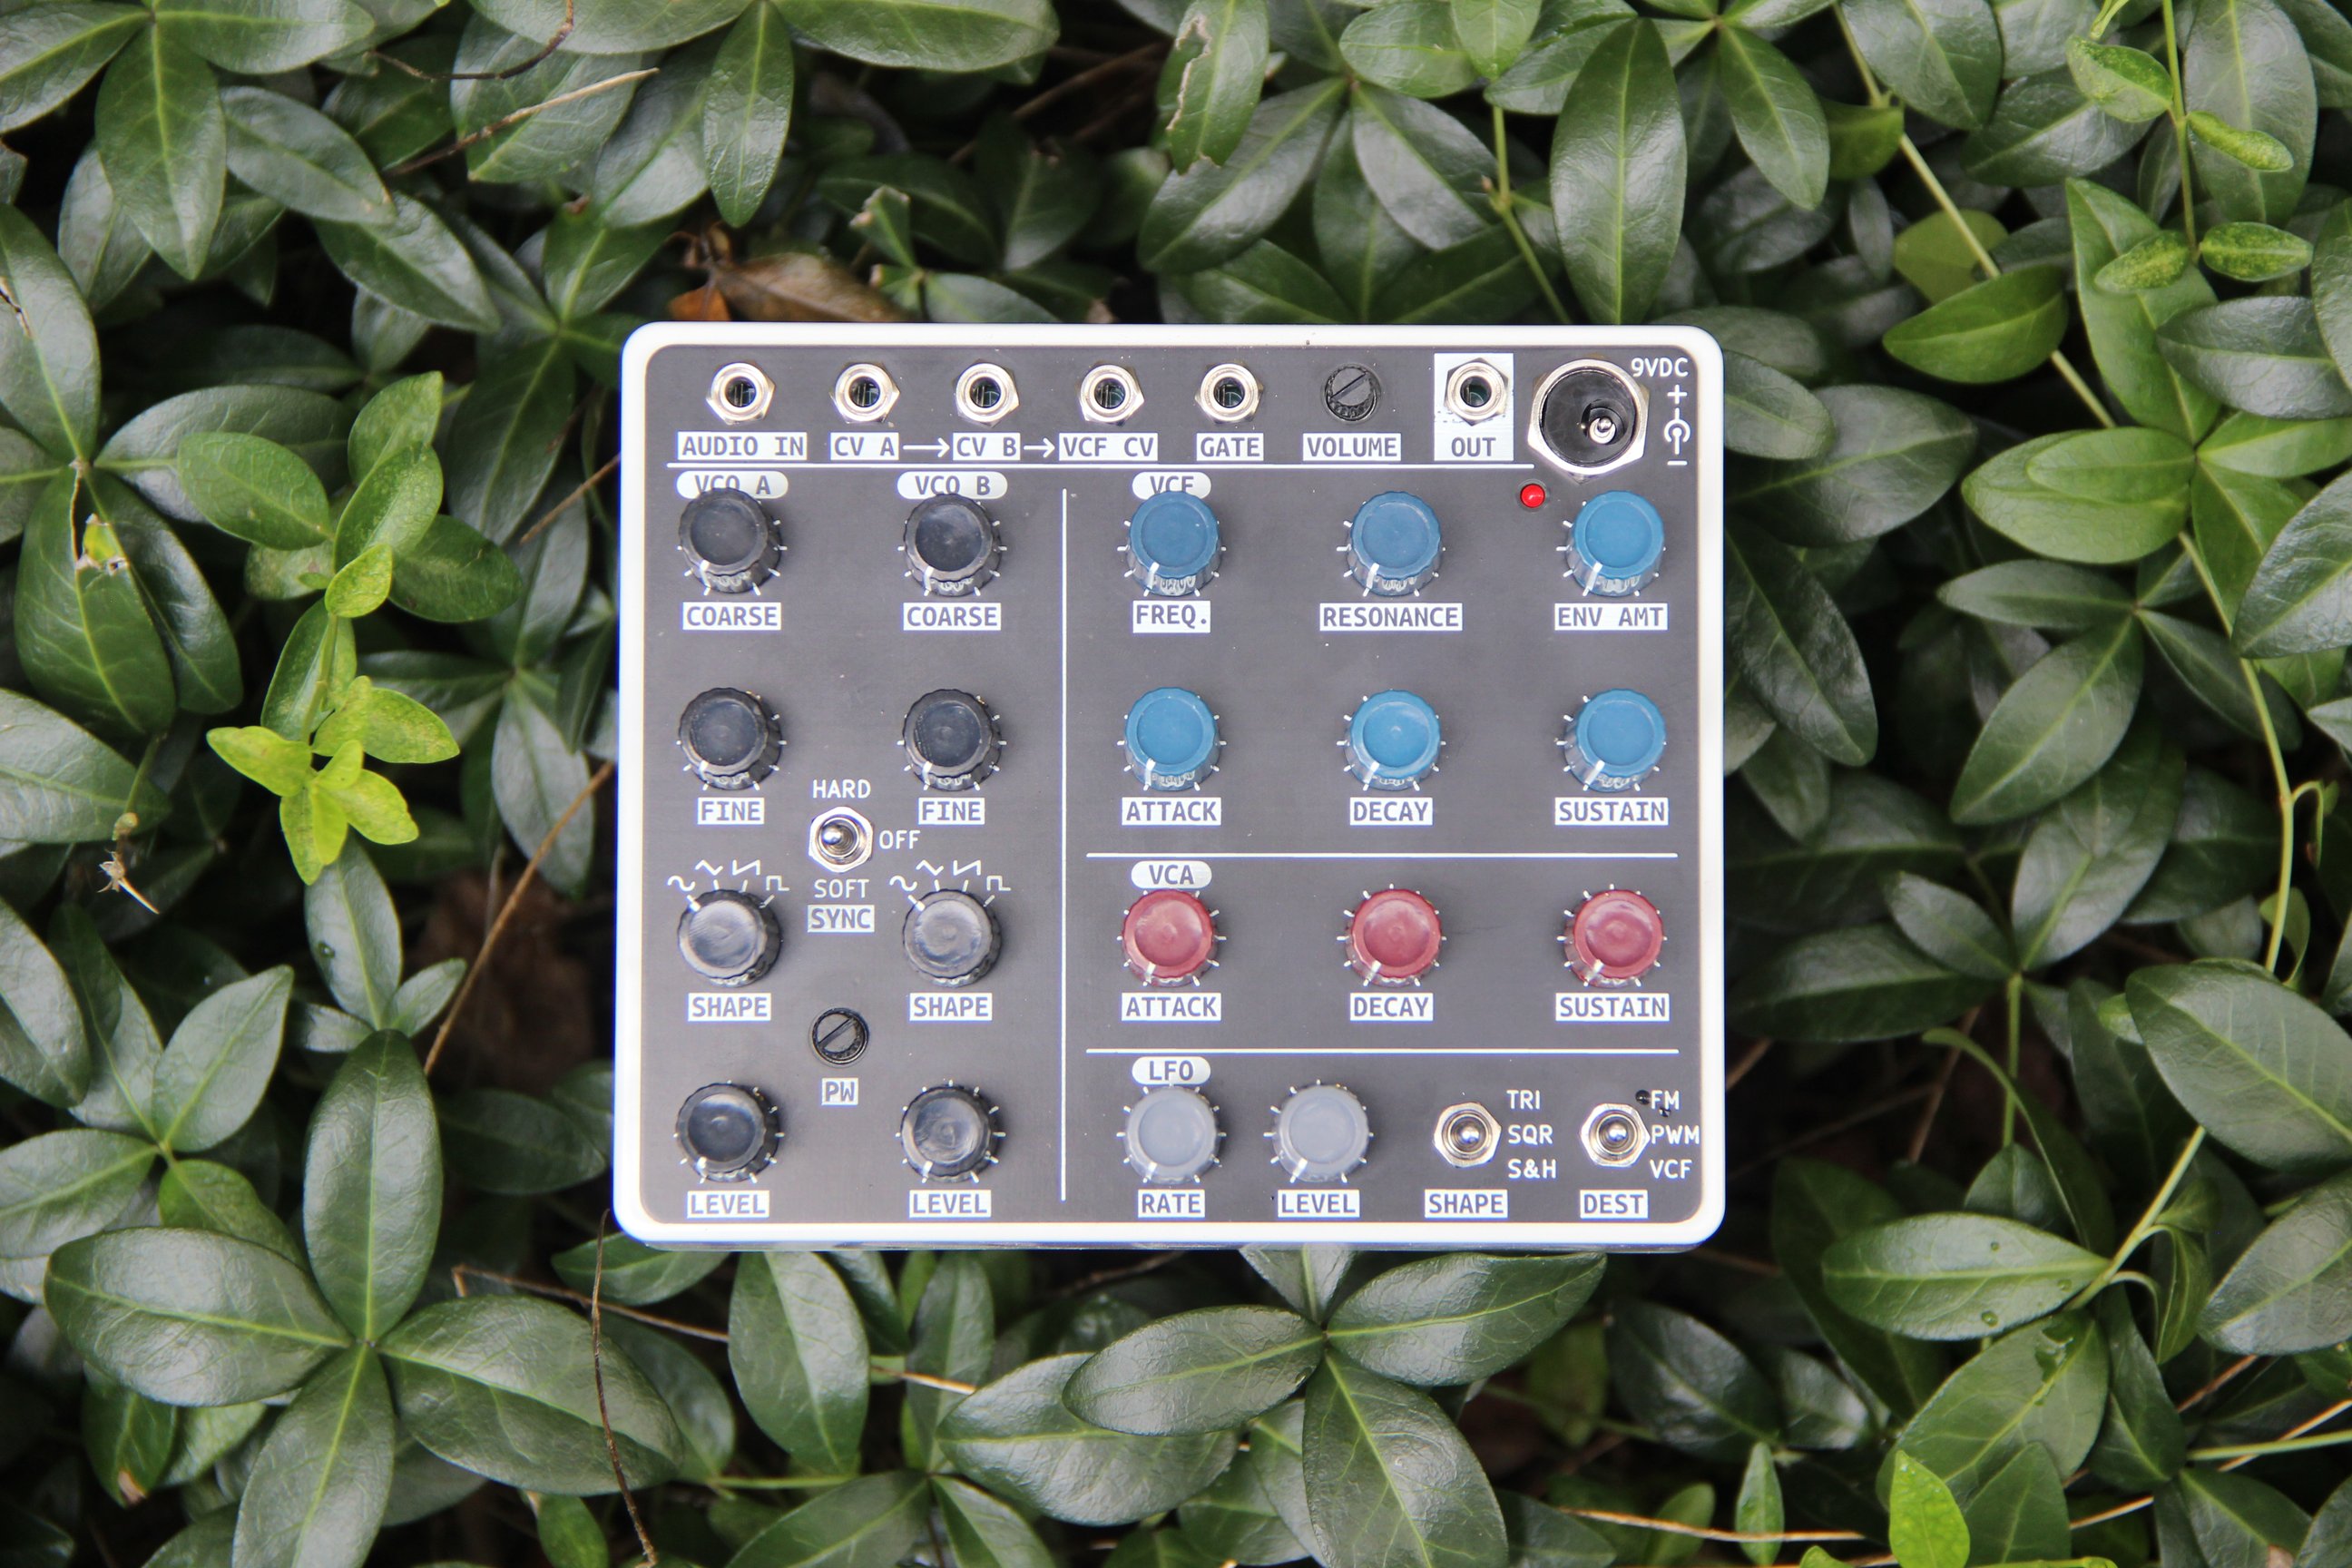 9VDC
+
-
AUDIO IN CV A → CV B → VCF CV GATE VOLUME OUT
VCO A VCO B VCF
COARSE COARSE FREQ. RESONANCE ENV AMT
HARD
FINE FINE ATTACK DECAY SUSTAIN
OFF
SOFT
SYNC
VCA
SHAPE SHAPE ATTACK DECAY SUSTAIN
PW
LFO
TRI FM
SQR PWM
S&H VCF
LEVEL LEVEL RATE LEVEL SHAPE DEST